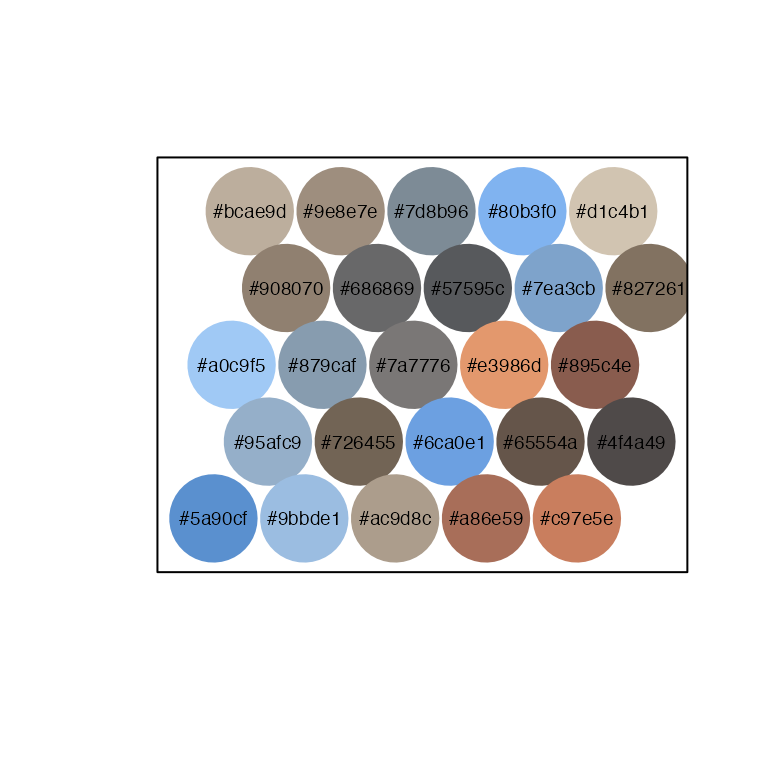 #bcae9d #9e8e7e #7d8b96 #80b3f0 #d1c4b1
#908070 #686869 #57595c #7ea3cb #827261
#a0c9f5 #879caf #7a7776 #e3986d #895c4e
#95afc9 #726455 #6ca0e1 #65554a #4f4a49
#5a90cf #9bbde1 #ac9d8c #a86e59 #c97e5e